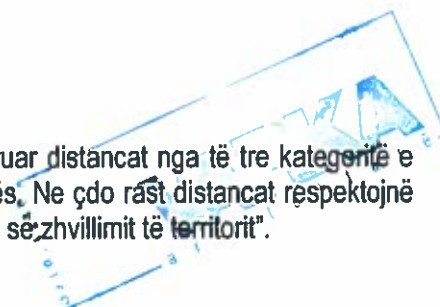 uar distancat nga të tre kategoritë e
ës. Ne çdo rast distancat respektojnë
së zhvillimit të territorit".